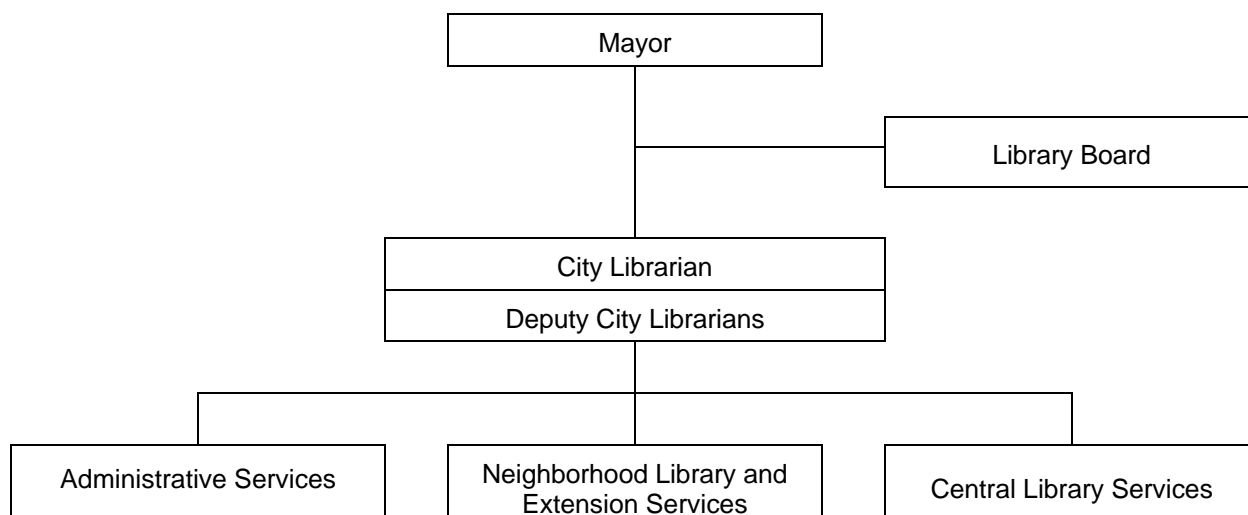 Mayor
Library Board
City Librarian
Deputy City Librarians
Administrative Services
Neighborhood Library and
Extension Services
Central Library Services